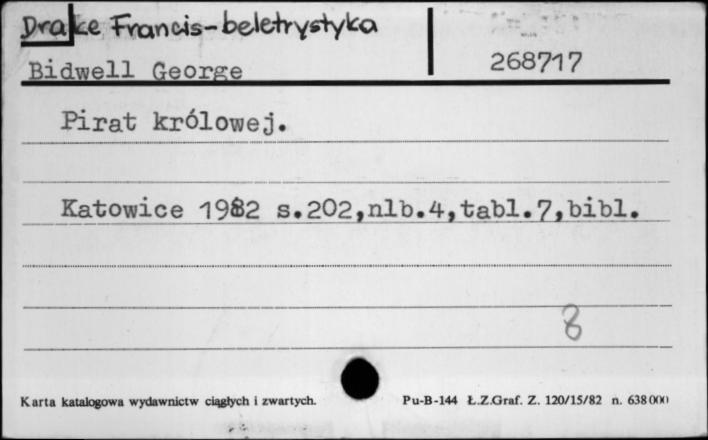 Drake Francis-beletrystyka
Bidwell George 268717
Pirat królowej.
Katowice 1982 s.202,nlb.4,tabl.7,bibl.
8
Karta katalogowa wydawnictw ciągłych i zwartych. Pu-B-144 Ł.Z.Graf. Z. 120/15/82 n. 638000